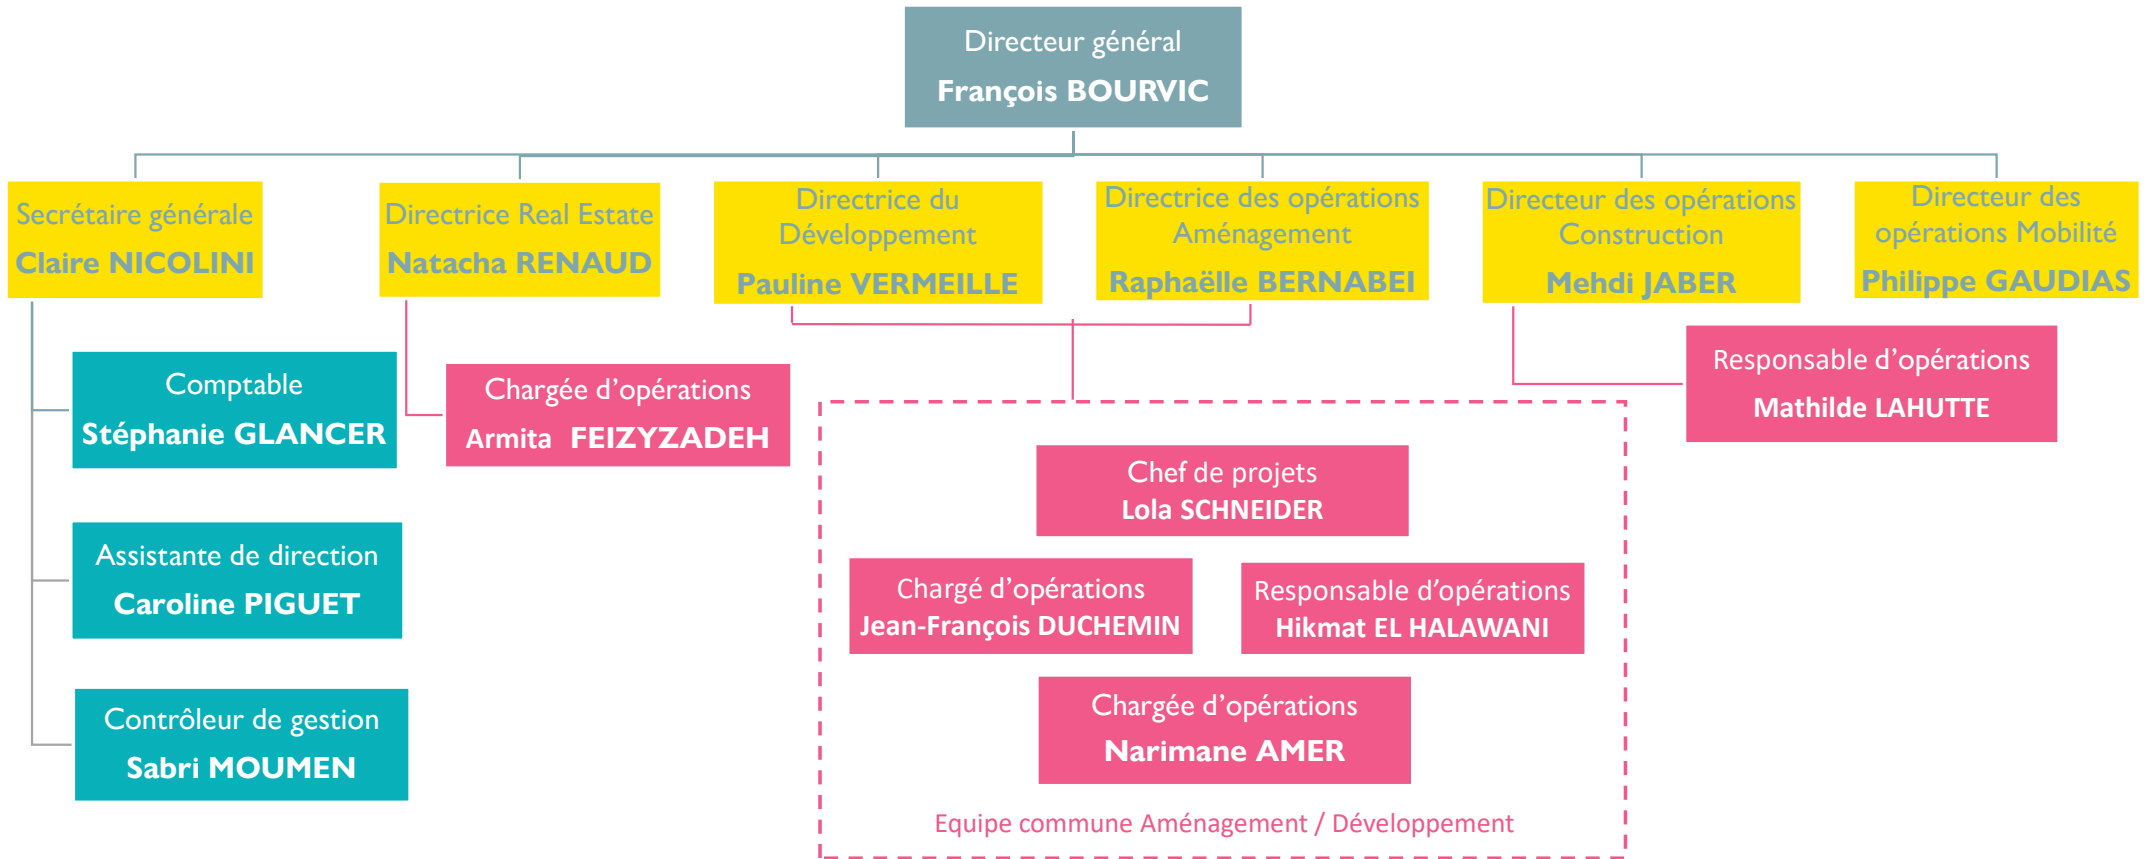 Directeur général
François BOURVIC
Secrétaire générale
Claire NICOLINI
Directrice Real Estate
Natacha RENAUD
Directrice du
Développement
Pauline VERMEILLE
Directrice des opérations
Aménagement
Raphaëlle BERNABEI
Directeur des opérations
Construction
Mehdi JABER
Directeur des
opérations Mobilité
Philippe GAUDIAS
Comptable
Stéphanie GLANCER
Assistante de direction
Caroline PIGUET
Contrôleur de gestion
Sabri MOUMEN
Chargée d’opérations
Armita  FEIZYZADEH
Chef de projets
Lola SCHNEIDER
Chargé d’opérations
Jean-François DUCHEMIN
Responsable d’opérations
Hikmat EL HALAWANI
Chargée d’opérations
Narimane AMER
Equipe commune Aménagement / Développement
Responsable d’opérations
Mathilde LAHUTTE